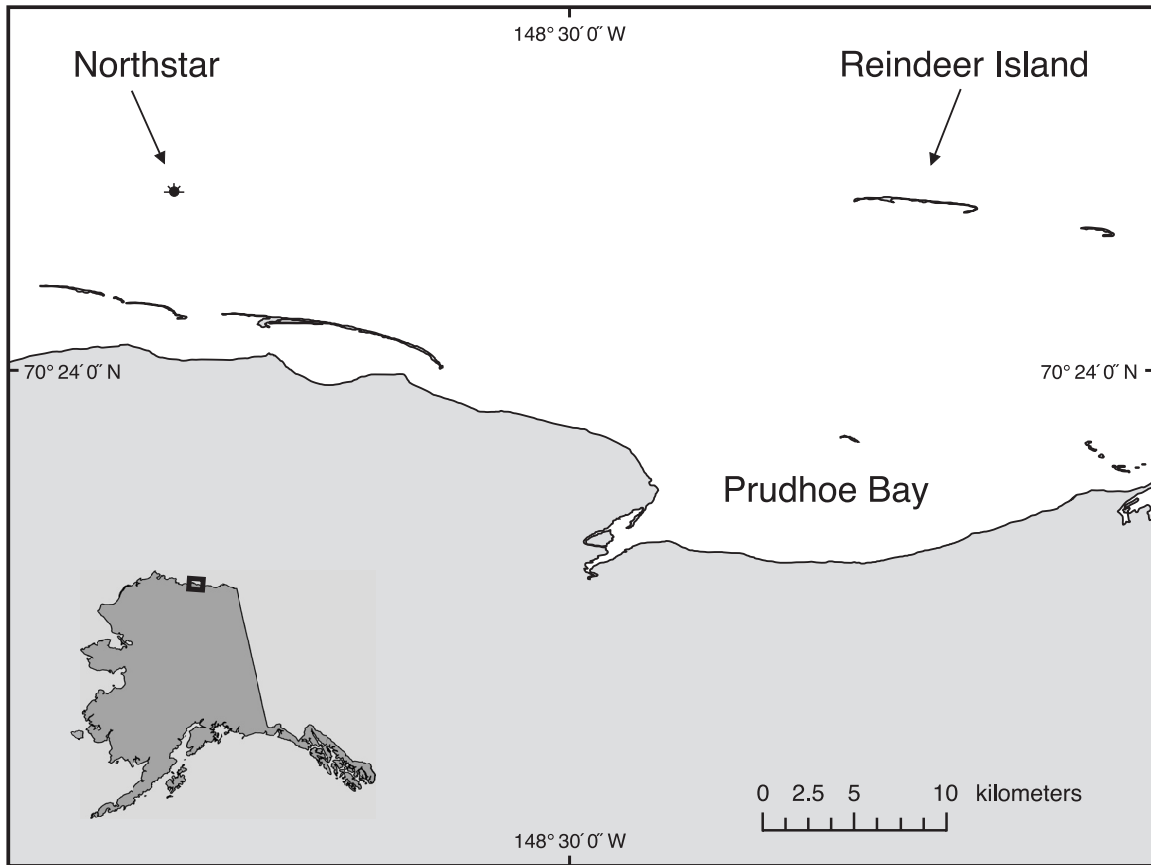 148° 30′ 0″ W
Northstar
Reindeer Island
70° 24′ 0″ N
70° 24′ 0″ N
Prudhoe Bay
0 2.5 5 10 kilometers
148° 30′ 0″ W